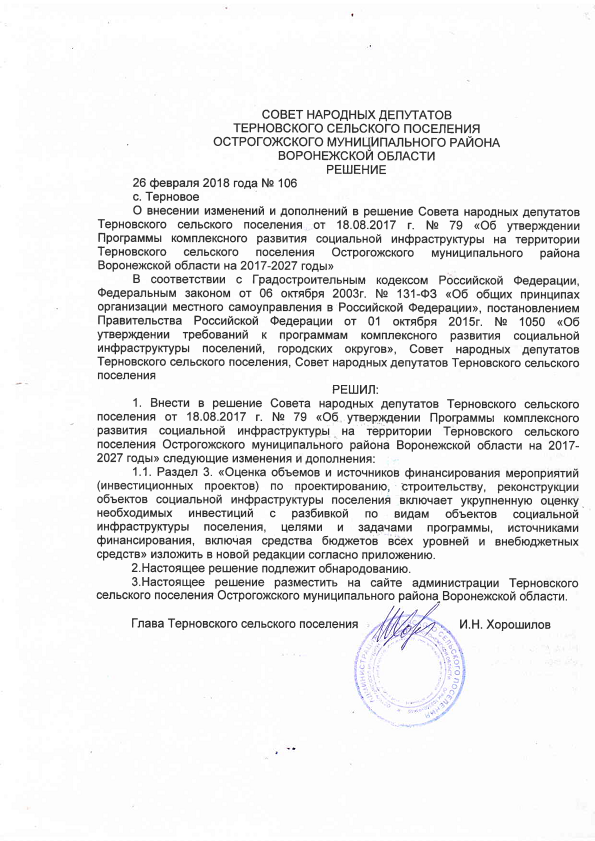 СОВЕТ НАРОДНЫХ ДЕПУТАТОВ
ТЕРНОВСКОГО СЕЛЬСКОГО ПОСЕЛЕНИЯ
ОСТРОГОЖСКОГО МУНИЦИПАЛЬНОГО РАЙОНА
ВОРОНЕЖСКОЙ ОБЛАСТИ
РЕШЕНИЕ
26 февраля 2018 года № 106
с. Терновое
О внесении изменений и дополнений в решение Совета народных депутатов
Терновского сельского поселения от 18.08.2017 г. № 79 «Об утверждении
Программы комплексного развития социальной инфраструктуры на территории
Терновского сельского поселения Острогожского муниципального района
Воронежской области на 2017-2027 годы»
В соответствии с Градостроительным кодексом Российской Федерации,
Федеральным законом от 06 октября 2003г. № 131-ФЗ «Об общих принципах
организации местного самоуправления в Российской Федерации», постановлением
Правительства Российской Федерации от 01 октября 2015г. № 1050 «Об
утверждении требований к программам комплексного развития социальной
инфраструктуры поселений, городских округов», Совет народных депутатов
Терновского сельского поселения, Совет народных депутатов Терновского сельского
поселения
РЕШИЛ:
1. Внести в решение Совета народных депутатов Терновского сельского
поселения от 18.08.2017 г. № 79 «Об утверждении Программы комплексного
развития социальной инфраструктуры на территории Терновского сельского
поселения Острогожского муниципального района Воронежской области на 2017-
2027 годы» следующие изменения и дополнения:
1.1. Раздел 3. «Оценка объемов и источников финансирования мероприятий
(инвестиционных проектов) по проектированию, строительству, реконструкции
объектов социальной инфраструктуры поселения включает укрупненную оценку
необходимых инвестиций с разбивкой по видам объектов социальной
инфраструктуры поселения, целями и задачами программы, источниками
финансирования, включая средства бюджетов всех уровней и внебюджетных
средств» изложить в новой редакции согласно приложению.
2.Настоящее решение подлежит обнародованию.
3.Настоящее решение разместить на сайте администрации Терновского
сельского поселения Острогожского муниципального района Воронежской области.
Глава Терновского сельского поселения И.Н. Хорошилов
СЕЛЬСКОГО ПОСЕЛЕНИЯ